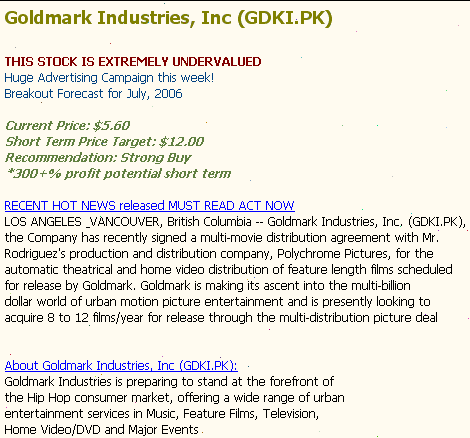 Goldmark Industries, Inc (GDKI.PK)
THIS STOCK IS EXTREMELY UNDERVALUED
Huge Advertising Campaign this week!
Breakout Forecast for July, 2006
Current Price: $5.60
Short Term Price Target: $12.00
Recommendation: Strong Buy
*300+% profit potential short term
RECENT HOT NEWS released MUST READ ACT NOW
LOS ANGELES _VANCOUVER, British Columbia -- Goldmark Industries, Inc. (GDKI.PK),
the Company has recently signed a multi-movie distribution agreement with Mr.
Rodriguez's production and distribution company, Polychrome Pictures, for the
automatic theatrical and home video distribution of feature length films scheduled
for release by Goldmark. Goldmark is making its ascent into the multi-billion
dollar world of urban motion picture entertainment and is presently looking to
acquire 8 to 12 films/year for release through the multi-distribution picture deal
About Goldmark Industries, Inc (GDKI.PK):
Goldmark Industries is preparing to stand at the forefront of
the Hip Hop consumer market, offering a wide range of urban
entertainment services in Music, Feature Films, Television,
Home Video/DVD and Major Events